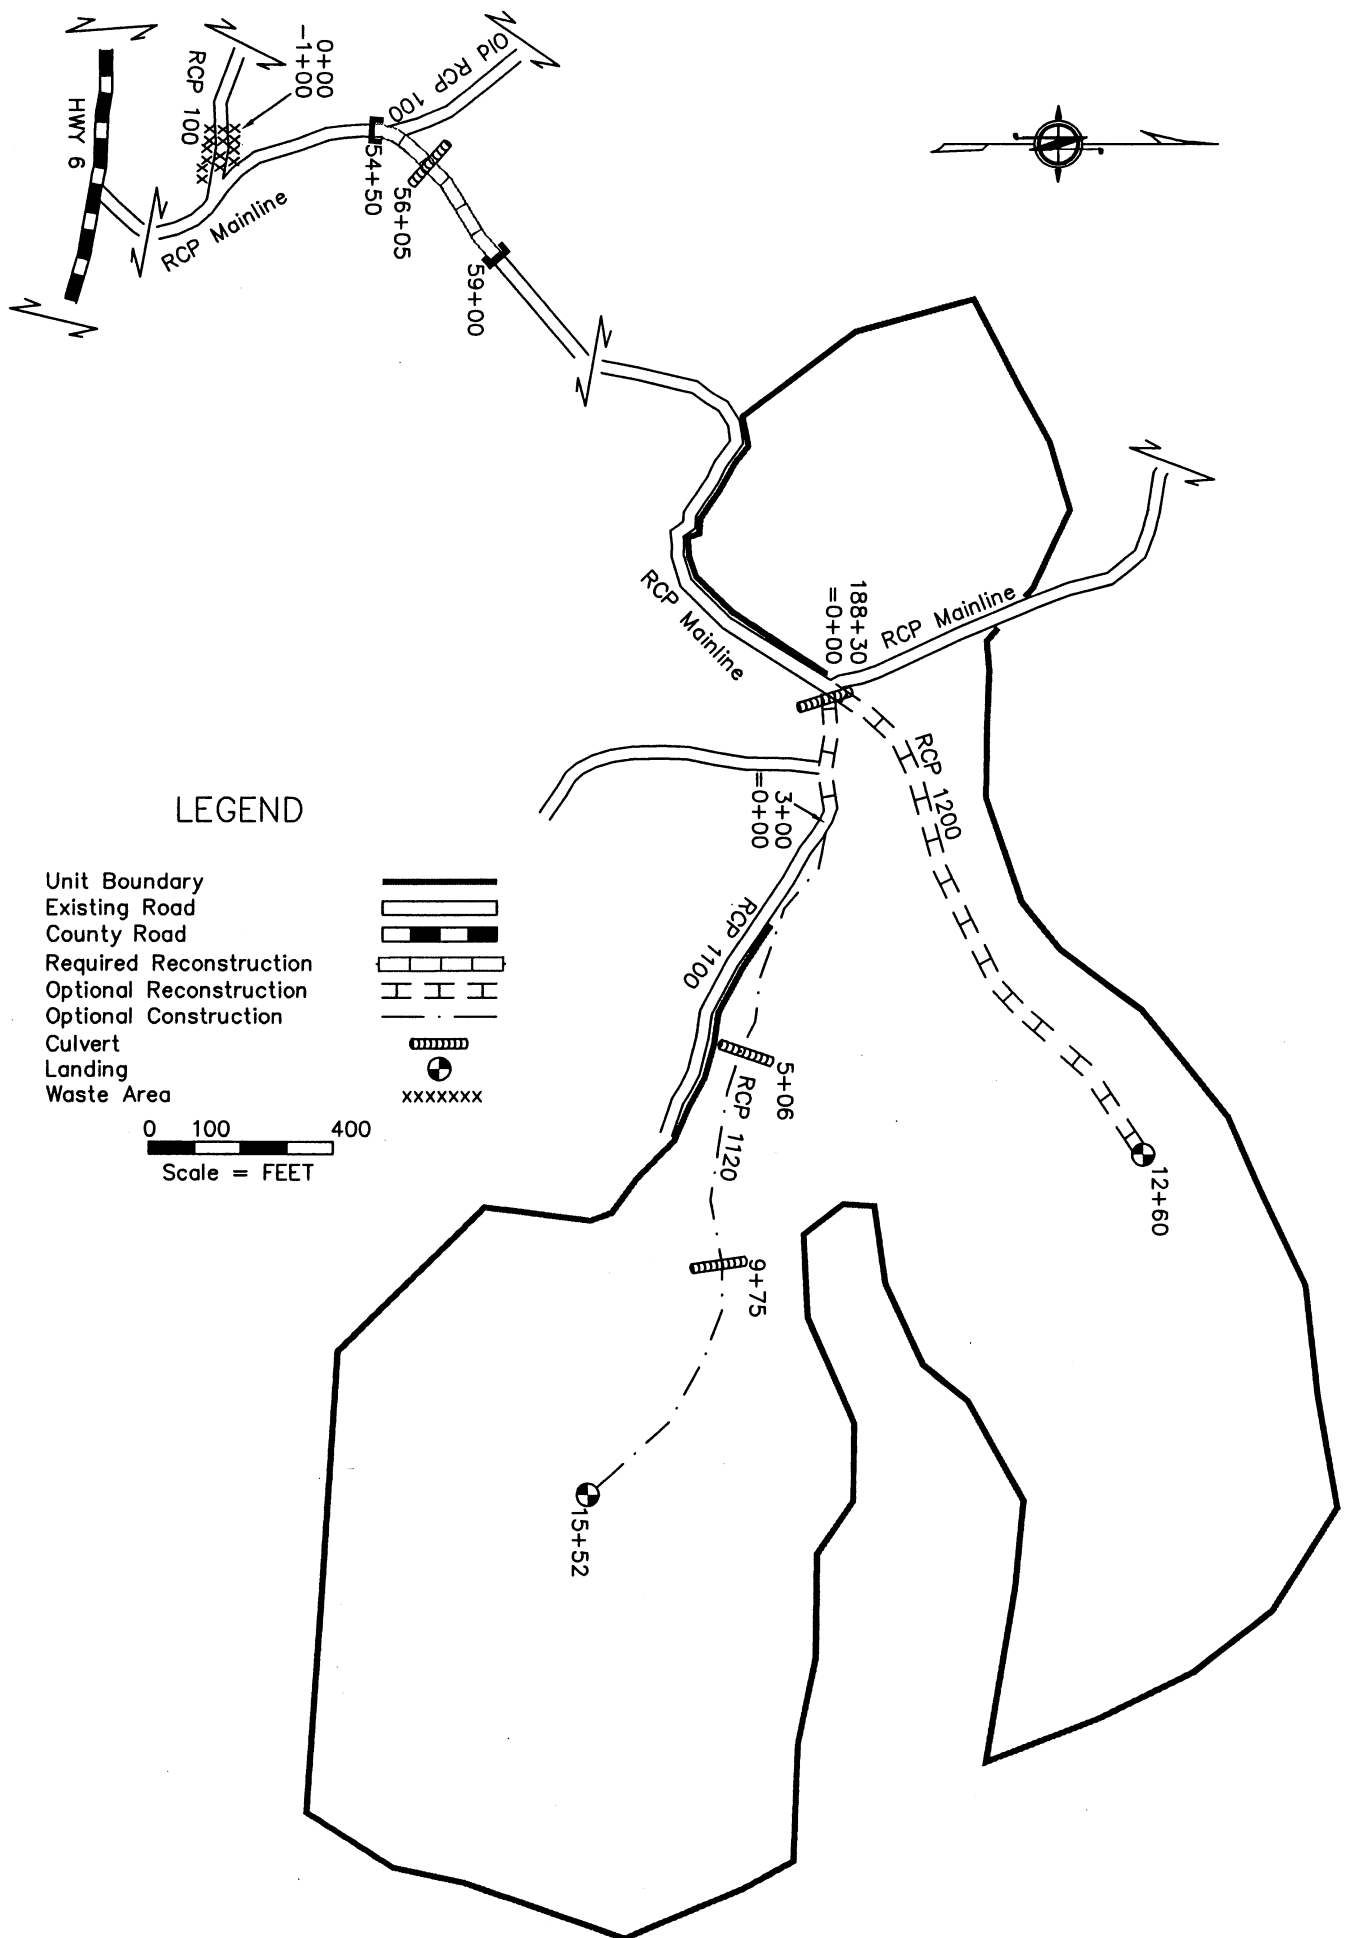 Old RCP 100
0+00
-1+00
RCP 100
HWY 6
54+50
56+05
RCP Mainline
59+00
188+30
=0+00
RCP Mainline
RCP Mainline
RCP 1200
3+00
=0+00
RCP 1100
5+06
RCP 1120
12+60
9+75
15+52
LEGEND
Unit Boundary
Existing Road
County Road
Required Reconstruction
Optional Reconstruction
Optional Construction
Culvert
Landing
Waste Area xxxxxxx
0 100 400
Scale = FEET